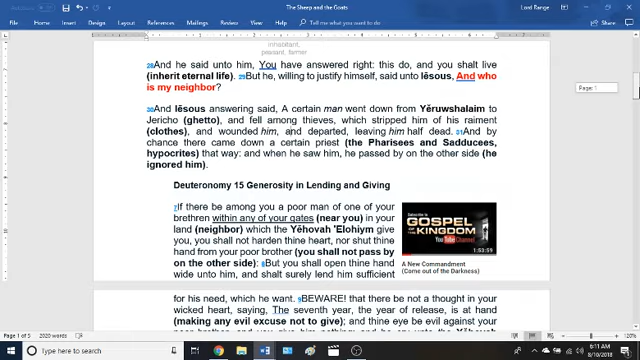 The Sheep and the Goats
Lord Range
File Home Insert Design Layout References Mailings Review View Help Tell me what you want to do
Share
inhabitant,
peasant, farmer
28And he said unto him, You have answered right: this do, and you shalt live
(inherit eternal life). 29But he, willing to justify himself, said unto Iēsous, And who
is my neighbor?
30And Iēsous answering said, A certain man went down from Yĕruwshalaim to
Jericho (ghetto), and fell among thieves, which stripped him of his raiment
(clothes), and wounded him, and departed, leaving him half dead. 31And by
chance there came down a certain priest (the Pharisees and Sadducees,
hypocrites) that way: and when he saw him, he passed by on the other side (he
ignored him).
Page: 1
Deuteronomy 15 Generosity in Lending and Giving
7If there be among you a poor man of one of your
brethren within any of your gates (near you) in your
land (neighbor) which the Yĕhovah 'Elohiym give
you, you shall not harden thine heart, nor shut thine
hand from your poor brother (you shall not pass by
on the other side): 8But you shall open thine hand
wide unto him, and shalt surely lend him sufficient
GOSPEL
OF THE
KINGDOM
YouTube Channel
1:53:59
A New Commandment
(Come out of the Darkness)
for his need, which he want. 9BEWARE! that there be not a thought in your
wicked heart, saying, The seventh year, the year of release, is at hand
(making any evil excuse not to give); and thine eye be evil against your
Page 1 of 5 2020 words
Type here to search
6:11 AM
8/10/2018